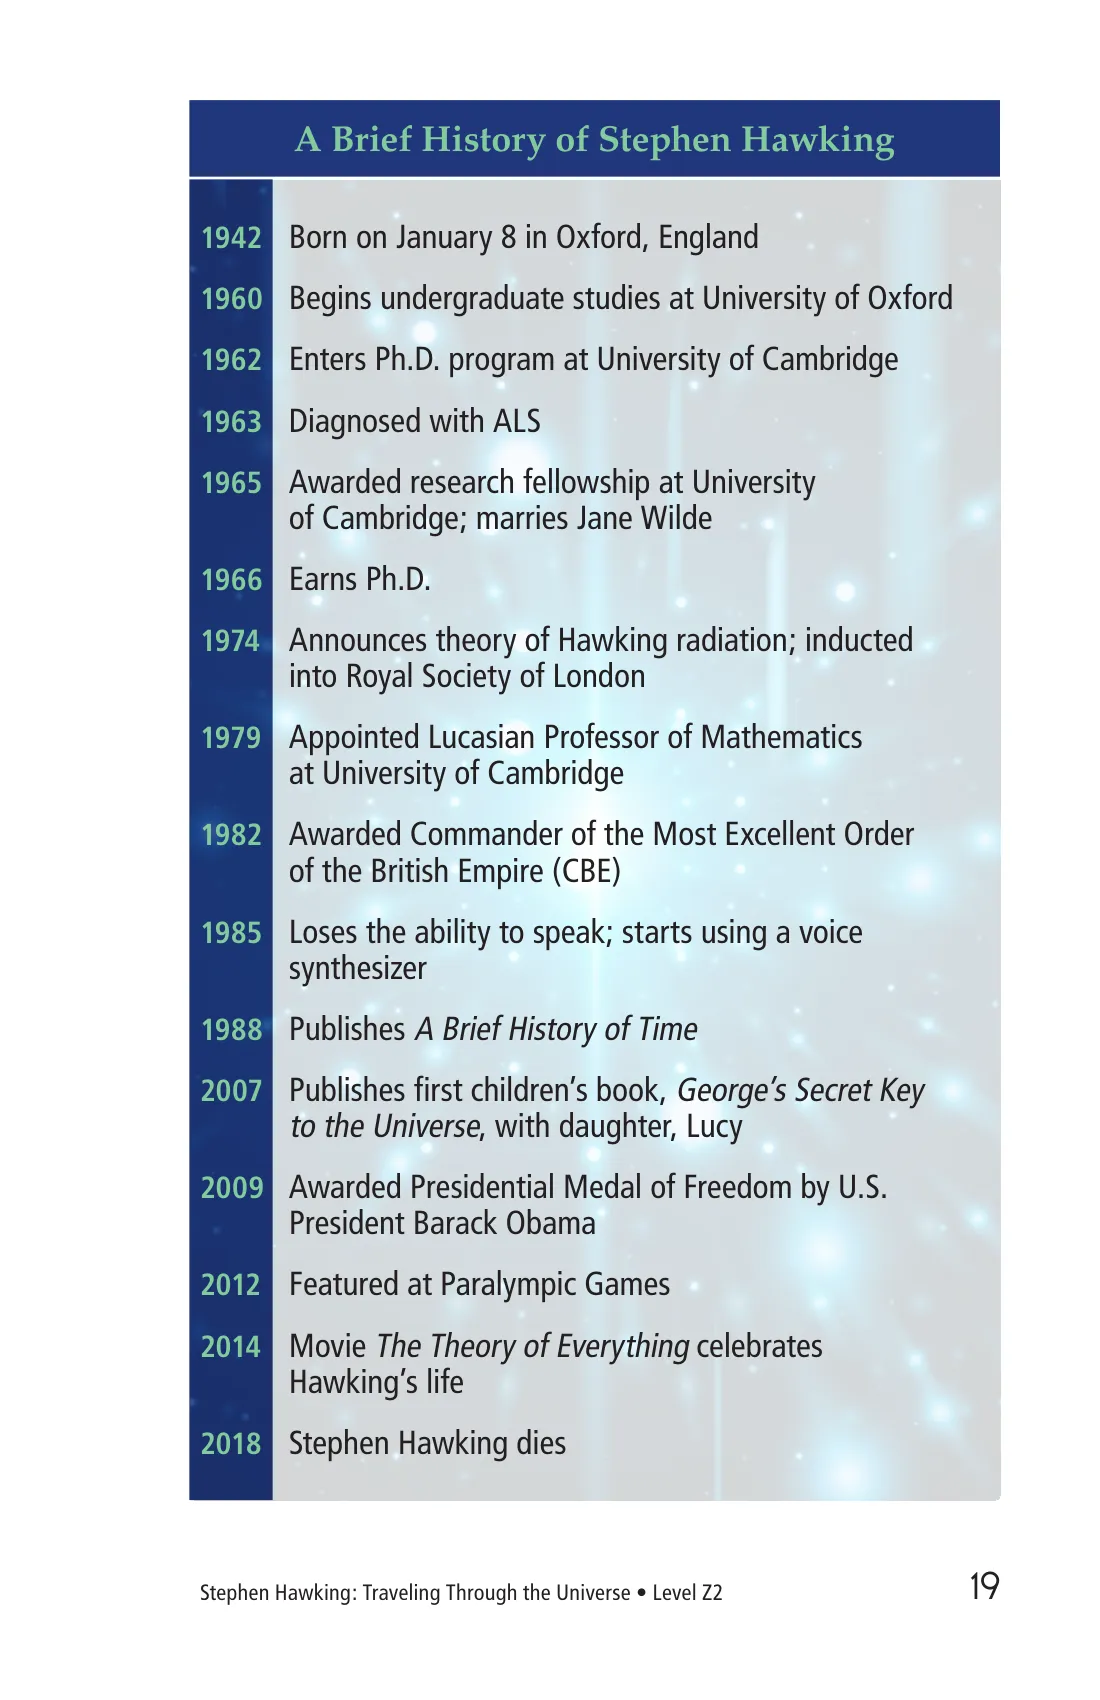 A Brief History of Stephen Hawking
1942 Born on January 8 in Oxford, England
1960 Begins undergraduate studies at University of Oxford
1962 Enters Ph.D. program at University of Cambridge
1963 Diagnosed with ALS
1965 Awarded research fellowship at University
of Cambridge; marries Jane Wilde
1966 Earns Ph.D.
1974 Announces theory of Hawking radiation; inducted
into Royal Society of London
1979 Appointed Lucasian Professor of Mathematics
at University of Cambridge
1982 Awarded Commander of the Most Excellent Order
of the British Empire (CBE)
1985 Loses the ability to speak; starts using a voice
synthesizer
1988 Publishes A Brief History of Time
2007 Publishes first children’s book, George’s Secret Key
to the Universe, with daughter, Lucy
2009 Awarded Presidential Medal of Freedom by U.S.
President Barack Obama
2012 Featured at Paralympic Games
2014 Movie The Theory of Everything celebrates
Hawking’s life
2018 Stephen Hawking dies
Stephen Hawking: Traveling Through the Universe • Level Z2 19